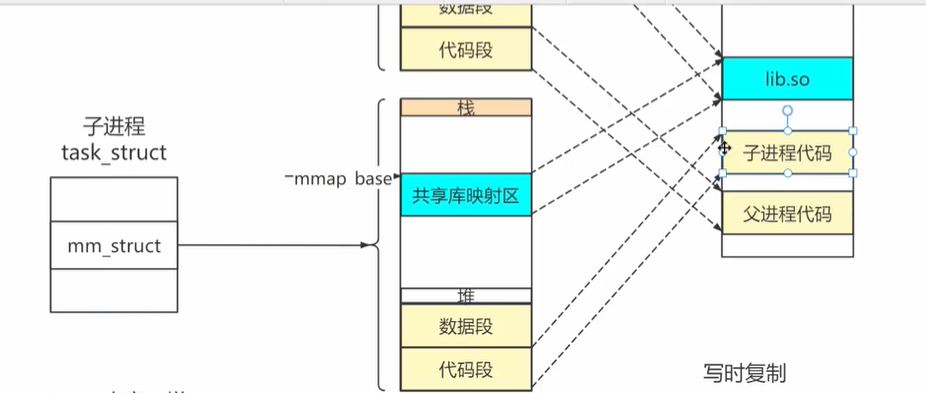 数据段
代码段
lib.so
栈
子进程
task_struct
子进程代码
mmap base
共享库映射区
父进程代码
mm_struct
堆
数据段
代码段
写时复制